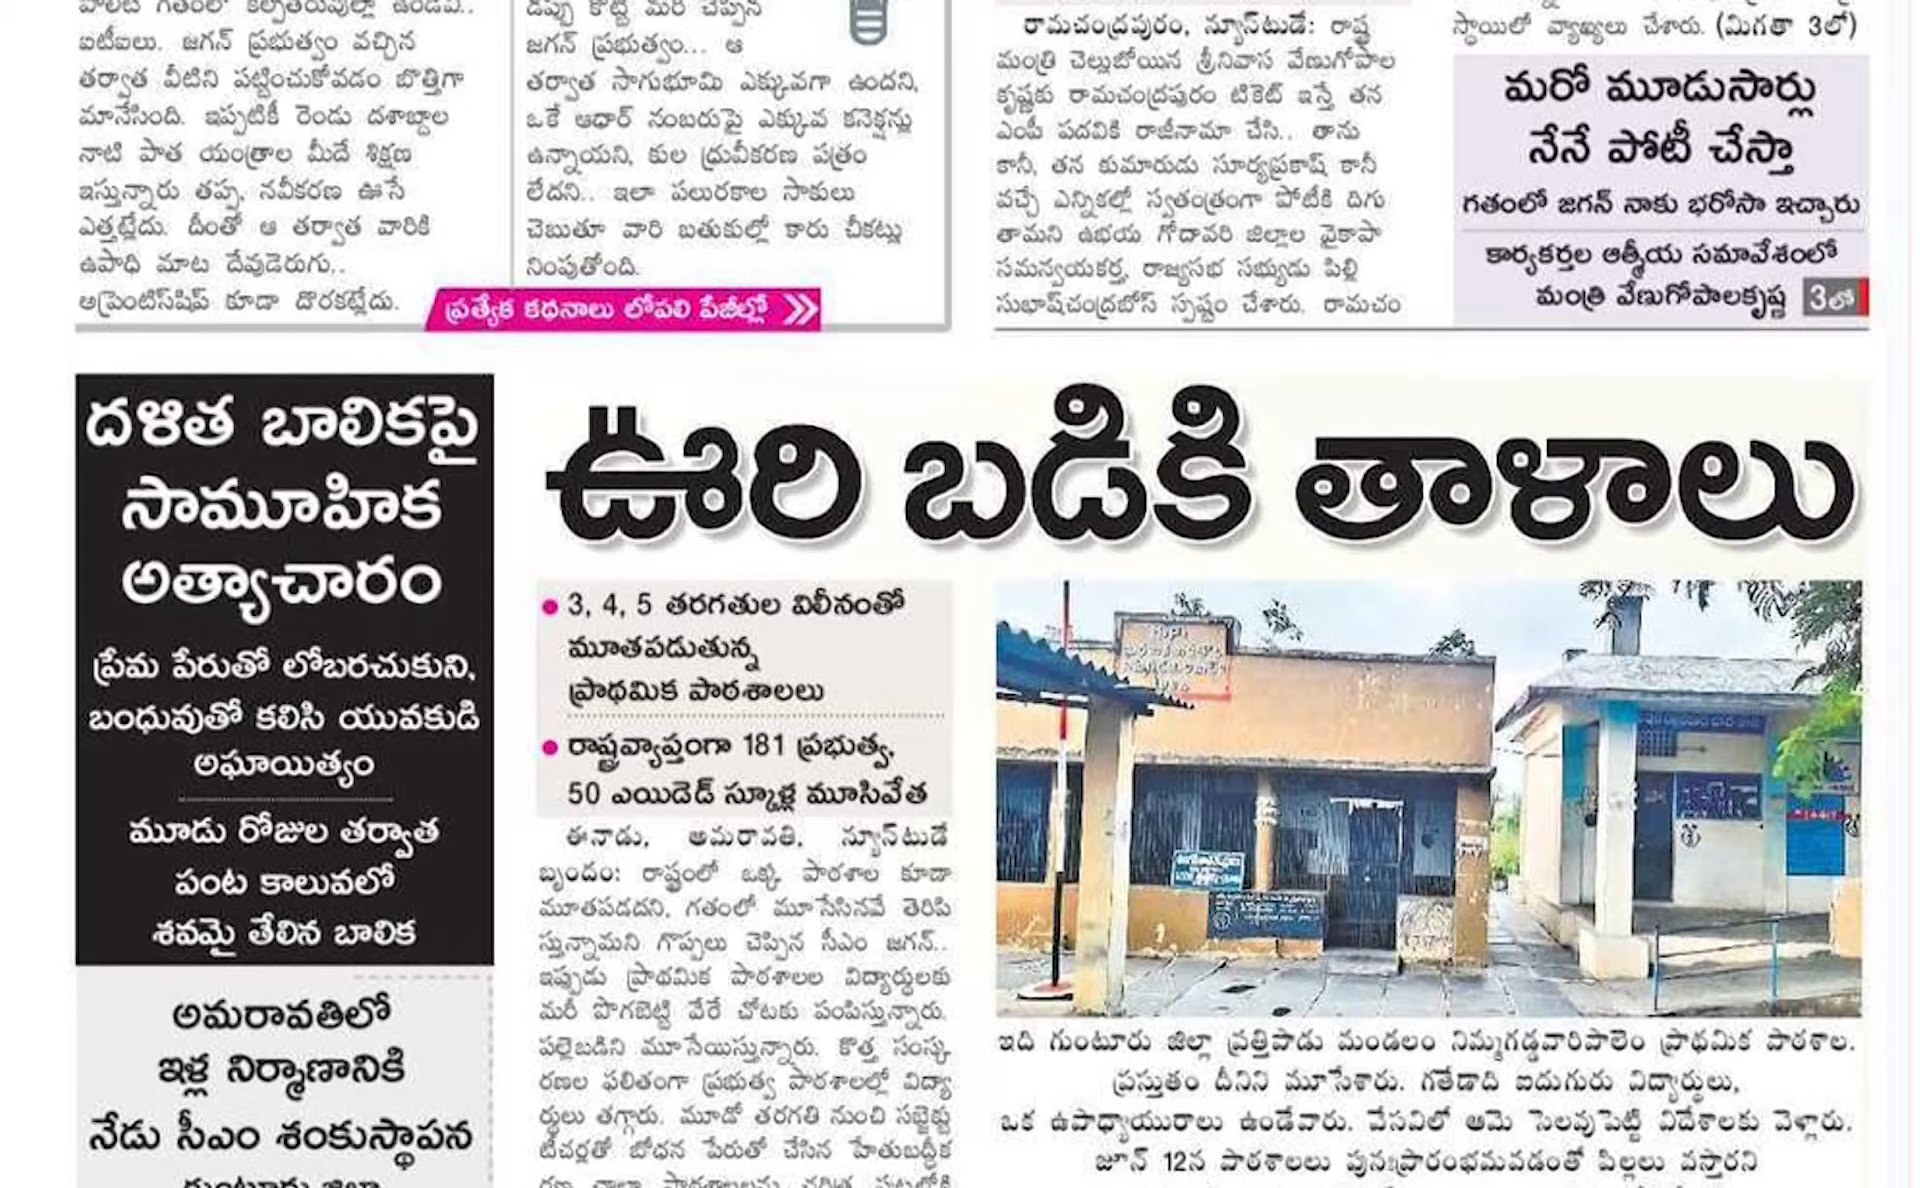 పాలిట గతంలో కల్పతరువుల్లా ఉండేవి..
ఐటీఐలు. జగన్ ప్రభుత్వం వచ్చిన
తర్వాత వీటిని పట్టించుకోవడం బొత్తిగా
మానేసింది. ఇప్పటికీ రెండు దశాబ్దాల
నాటి పాత యంత్రాల మీదే శిక్షణ
ఇస్తున్నారు తప్ప, నవీకరణ ఊసే
ఎత్తట్లేదు. దీంతో ఆ తర్వాత వారికి
ఉపాధి మాట దేవుడెరుగు..
అప్రెంటిస్‌షిప్ కూడా దొరకట్లేదు.
డప్పు కొట్టి మరీ చెప్పిన
జగన్ ప్రభుత్వం... ఆ
తర్వాత సాగుభూమి ఎక్కువగా ఉందని,
ఒకే ఆధార్ నంబరుపై ఎక్కువ కనెక్షన్లు
ఉన్నాయని, కుల ధ్రువీకరణ పత్రం
లేదని.. ఇలా పలురకాల సాకులు
చెబుతూ వారి బతుకుల్లో కారు చీకట్లు
నింపుతోంది.
ప్రత్యేక కథనాలు లోపలి పేజీల్లో
రామచంద్రపురం, న్యూస్‌టుడే: రాష్ట్ర
మంత్రి చెల్లుబోయిన శ్రీనివాస వేణుగోపాల
కృష్ణకు రామచంద్రపురం టికెట్ ఇస్తే తన
ఎంపీ పదవికి రాజీనామా చేసి.. తాను
కానీ, తన కుమారుడు సూర్యప్రకాష్ కానీ
వచ్చే ఎన్నికల్లో స్వతంత్రంగా పోటీకి దిగు
తామని ఉభయ గోదావరి జిల్లాల వైకాపా
సమన్వయకర్త, రాజ్యసభ సభ్యుడు పిల్లి
సుభాష్‌చంద్రబోస్ స్పష్టం చేశారు. రామచం
స్థాయిలో వ్యాఖ్యలు చేశారు. (మిగతా 3లో)
మరో మూడుసార్లు
నేనే పోటీ చేస్తా
గతంలో జగన్ నాకు భరోసా ఇచ్చారు
కార్యకర్తల ఆత్మీయ సమావేశంలో
మంత్రి వేణుగోపాలకృష్ణ 3లో
దళిత బాలికపై
సామూహిక
అత్యాచారం
ప్రేమ పేరుతో లోబరచుకుని,
బంధువుతో కలిసి యువకుడి
అఘాయిత్యం
మూడు రోజుల తర్వాత
పంట కాలువలో
శవమై తేలిన బాలిక
అమరావతిలో
ఇళ్ల నిర్మాణానికి
నేడు సీఎం శంకుస్థాపన
ఊరి బడికి తాళాలు
• 3, 4, 5 తరగతుల విలీనంతో
మూతపడుతున్న
ప్రాథమిక పాఠశాలలు
• రాష్ట్రవ్యాప్తంగా 181 ప్రభుత్వ,
50 ఎయిడెడ్ స్కూళ్ల మూసివేత
ఈనాడు, అమరావతి, న్యూస్‌టుడే
బృందం: రాష్ట్రంలో ఒక్క పాఠశాల కూడా
మూతపడదని, గతంలో మూసేసినవే తెరిపి
స్తున్నామని గొప్పలు చెప్పిన సీఎం జగన్..
ఇప్పుడు ప్రాథమిక పాఠశాలల విద్యార్థులకు
మరీ పొగబెట్టి వేరే చోటకు పంపిస్తున్నారు.
పల్లెబడిని మూసేయిస్తున్నారు. కొత్త సంస్క
రణల ఫలితంగా ప్రభుత్వ పాఠశాలల్లో విద్యా
ర్థులు తగ్గారు. మూడో తరగతి నుంచి సబ్జెక్టు
టీచర్లతో బోధన పేరుతో చేసిన హేతుబద్ధీక
ఇది గుంటూరు జిల్లా ప్రత్తిపాడు మండలం నిమ్మగడ్డవారిపాలెం ప్రాథమిక పాఠశాల.
ప్రస్తుతం దీనిని మూసేశారు. గతేడాది ఐదుగురు విద్యార్థులు,
ఒక ఉపాధ్యాయురాలు ఉండేవారు. వేసవిలో ఆమె సెలవుపెట్టి విదేశాలకు వెళ్లారు.
జూన్ 12న పాఠశాలలు పునఃప్రారంభమవడంతో పిల్లలు వస్తారని